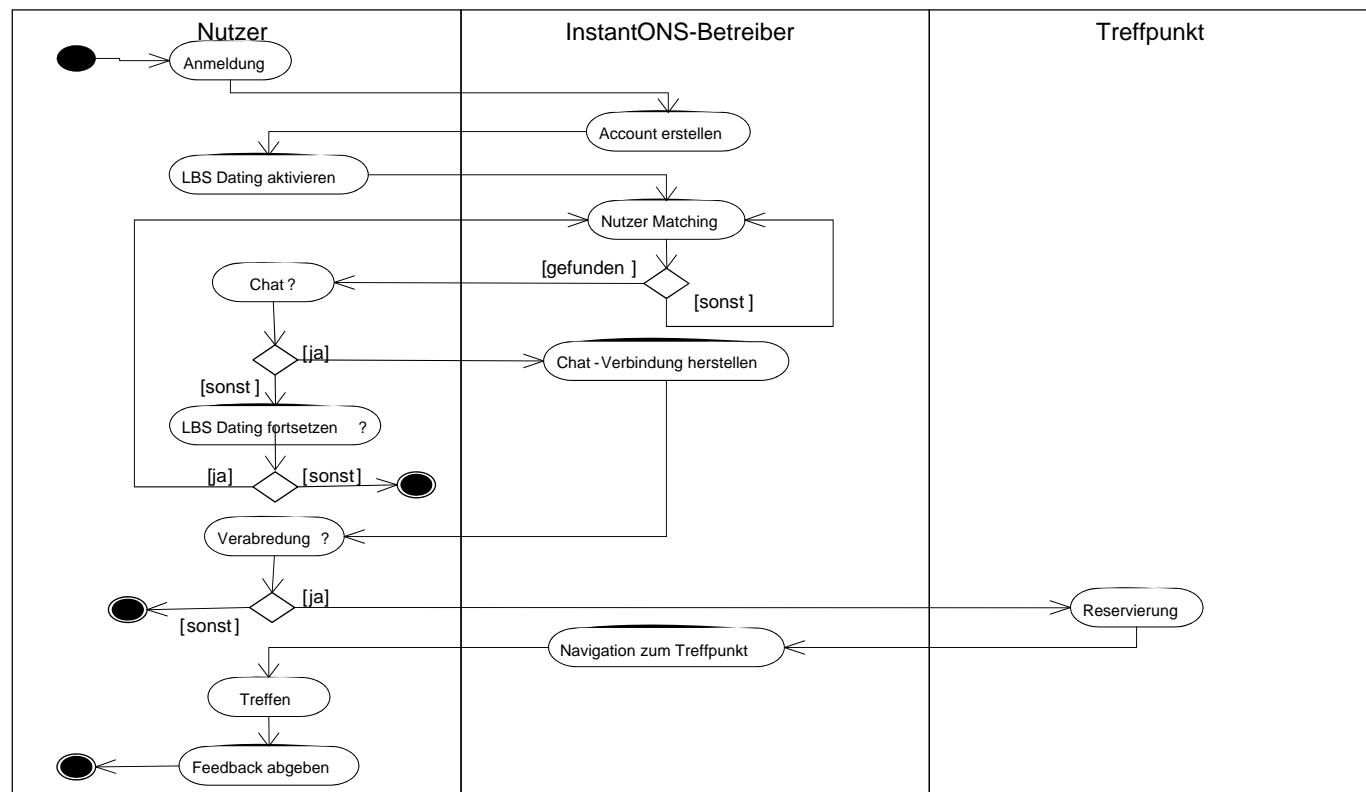 Nutzer
InstantONS-Betreiber
Treffpunkt
Anmeldung
Account erstellen
LBS Dating aktivieren
Nutzer Matching
[gefunden ]
Chat ?
[sonst ]
[ja]
Chat -Verbindung herstellen
[sonst ]
LBS Dating fortsetzen ?
[ja]
[sonst ]
Verabredung ?
[ja]
Reservierung
[sonst ]
Navigation zum Treffpunkt
Treffen
Feedback abgeben